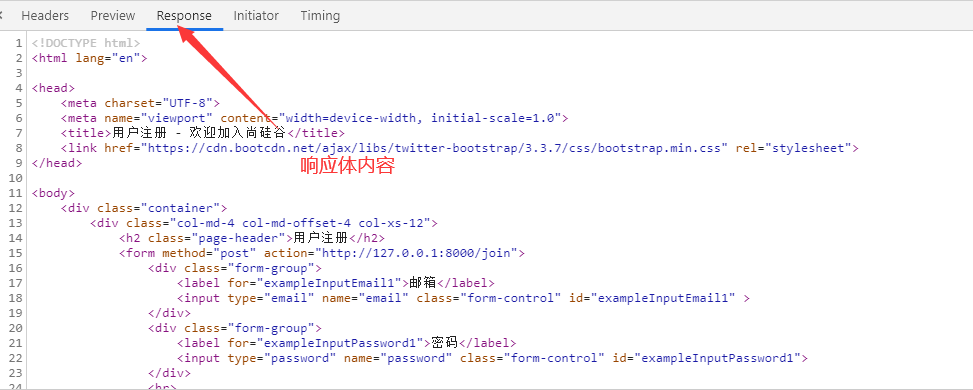 Headers Preview Response Initiator Timing
1 <!DOCTYPE html>
2 <html lang="en">
3
4 <head>
5 <meta charset="UTF-8">
6 <meta name="viewport" content="width=device-width, initial-scale=1.0">
7 <title>用户注册 - 欢迎加入尚硅谷</title>
8 <link href="https://cdn.bootcdn.net/ajax/libs/twitter-bootstrap/3.3.7/css/bootstrap.min.css" rel="stylesheet">
9 </head>
响应体内容
10
11 <body>
12 <div class="container">
13 <div class="col-md-4 col-md-offset-4 col-xs-12">
14 <h2 class="page-header">用户注册</h2>
15 <form method="post" action="http://127.0.0.1:8000/join">
16 <div class="form-group">
17 <label for="exampleInputEmail1">邮箱</label>
18 <input type="email" name="email" class="form-control" id="exampleInputEmail1" >
19 </div>
20 <div class="form-group">
21 <label for="exampleInputPassword1">密码</label>
22 <input type="password" name="password" class="form-control" id="exampleInputPassword1">
23 </div>
24 <hr>